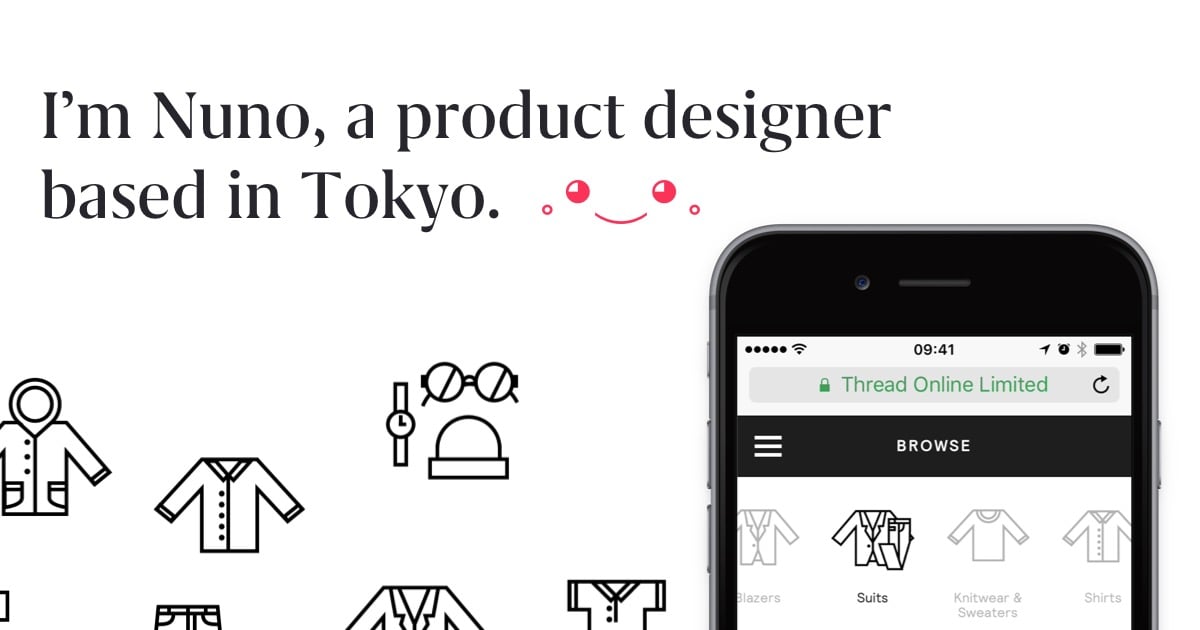 I’m Nuno, a product designer
based in Tokyo.
09:41
Thread Online Limited
BROWSE
Blazers
Suits
Knitwear &
Sweaters
Shirts